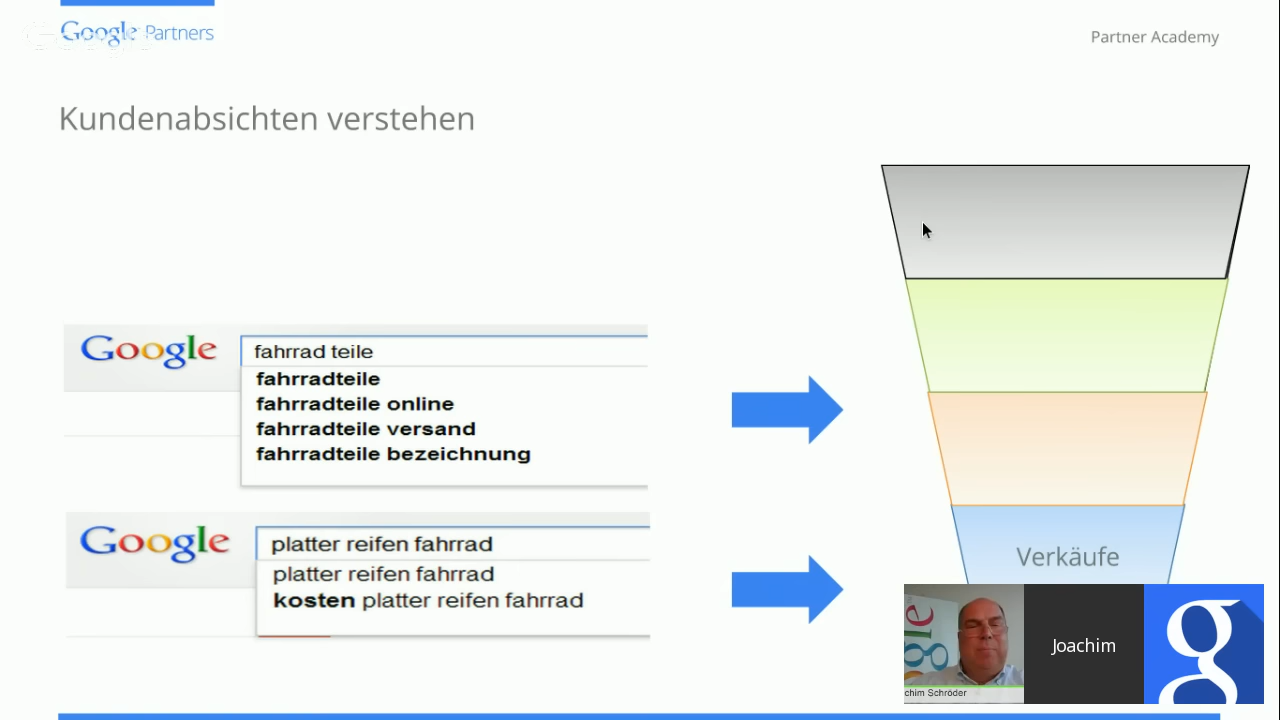 Google Partners
Partner Academy
Kundenabsichten verstehen
Google
fahrrad teile
fahrradteile
fahrradteile online
fahrradteile versand
fahrradteile bezeichnung
Google
platter reifen fahrrad
platter reifen fahrrad
kosten platter reifen fahrrad
Verkäufe
gle
chim Schröder
Joachim
g